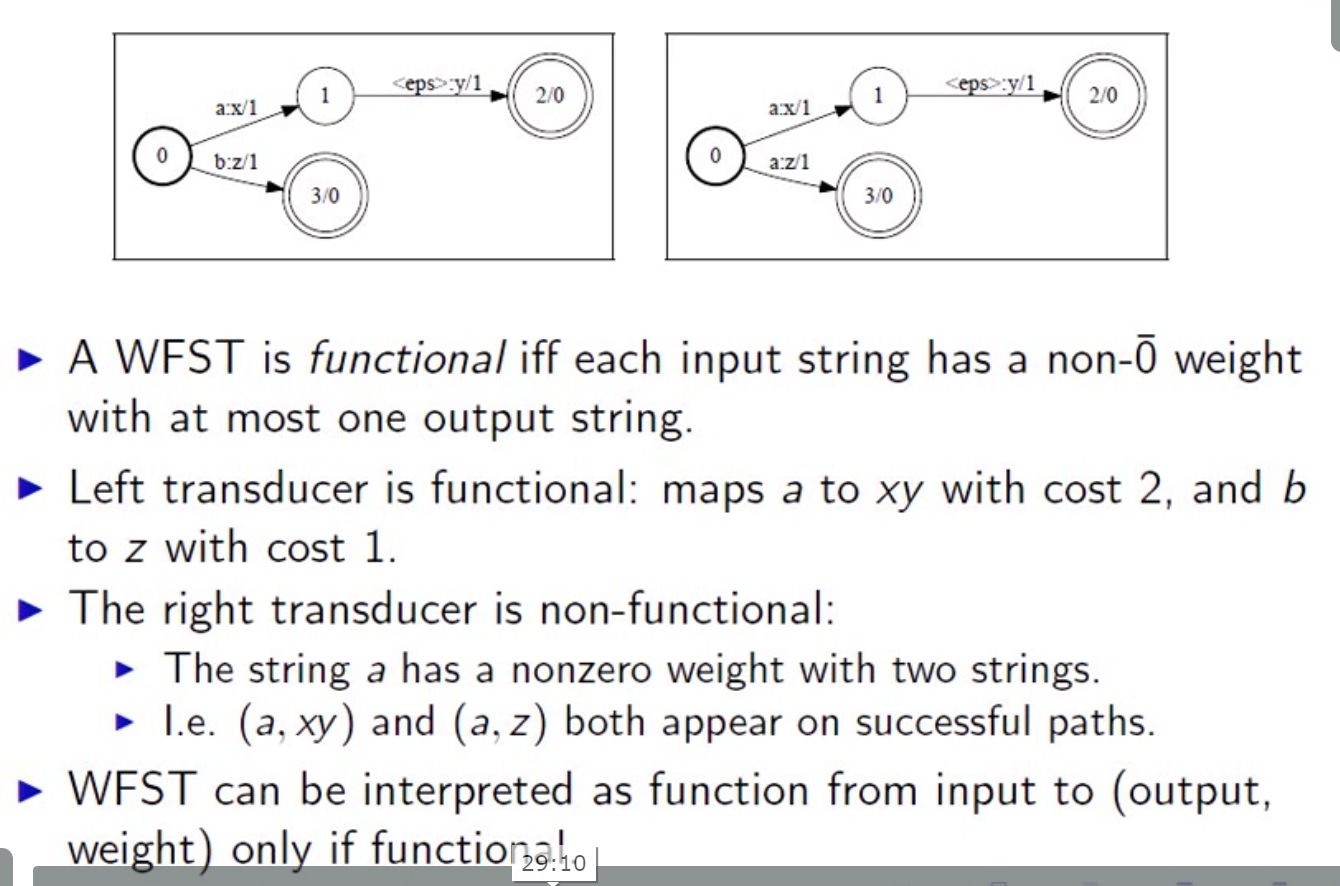 <eps>:y/1
<eps>:y/1
1
2/0
1
2/0
a:x/1
a:x/1
0
b:z/1
0
a:z/1
3/0
3/0
▶ A WFST is functional iff each input string has a non-0̄ weight
with at most one output string.
▶ Left transducer is functional: maps a to xy with cost 2, and b
to z with cost 1.
▶ The right transducer is non-functional:
▶ The string a has a nonzero weight with two strings.
▶ I.e. (a, xy) and (a, z) both appear on successful paths.
▶ WFST can be interpreted as function from input to (output,
weight) only if functional.
29:10